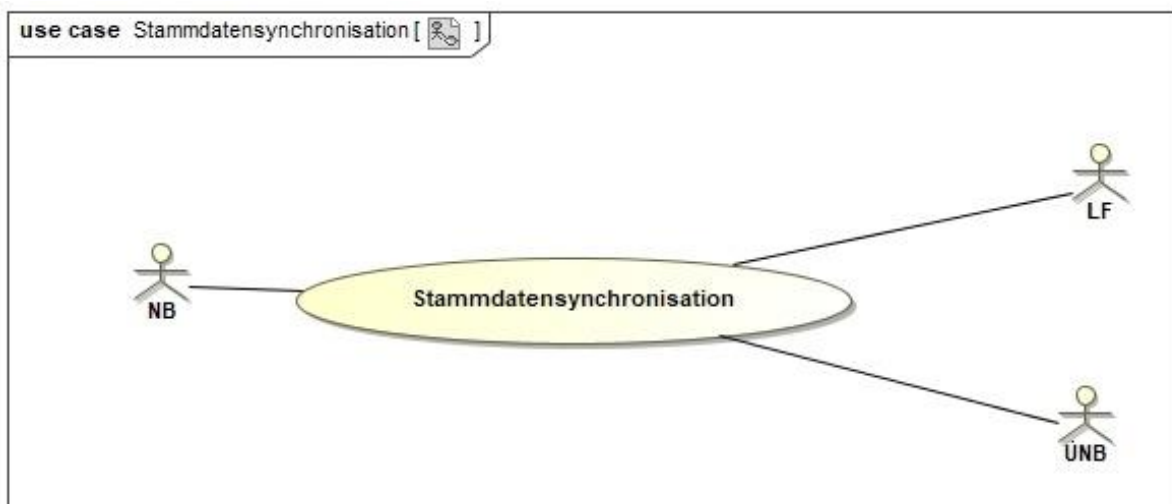 use case Stammdatensynchronisation [ ]
LF
NB
Stammdatensynchronisation
ÜNB